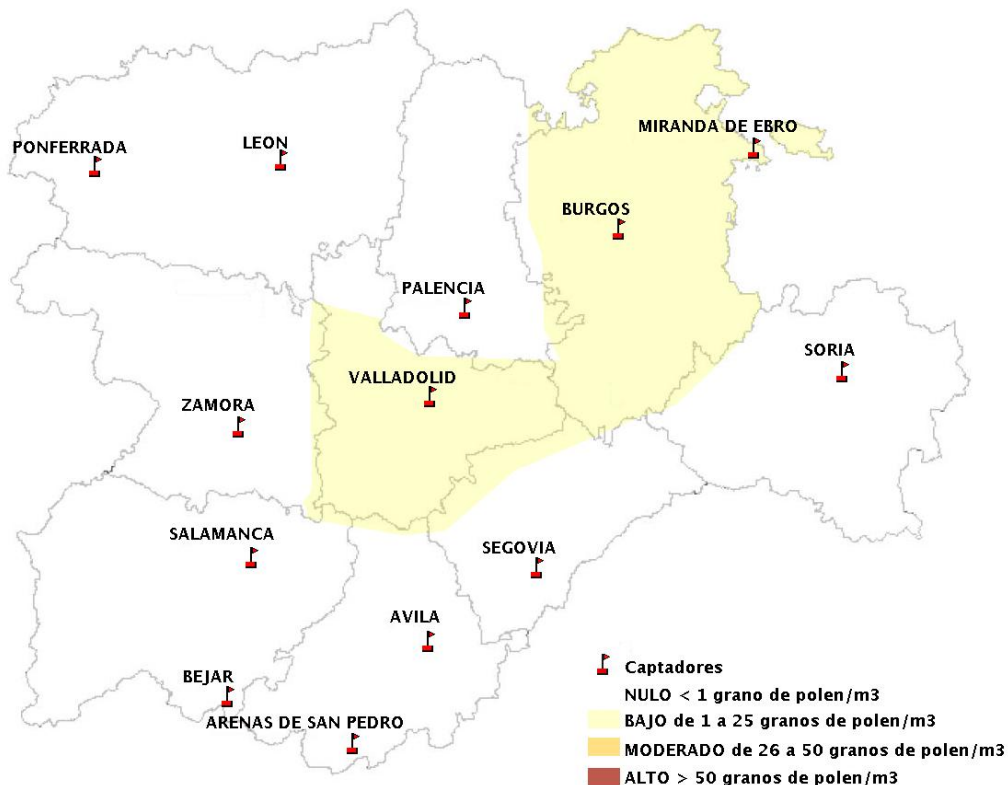 MIRANDA DE EBRO
PONFERRADA
LEON
BURGOS
PALENCIA
SORIA
VALLADOLID
ZAMORA
SALAMANCA
SEGOVIA
AVILA
BEJAR
ARENAS DE SAN PEDRO
Captadores
NULO < 1 grano de polen/m3
BAJO de 1 a 25 granos de polen/m3
MODERADO de 26 a 50 granos de polen/m3
ALTO > 50 granos de polen/m3